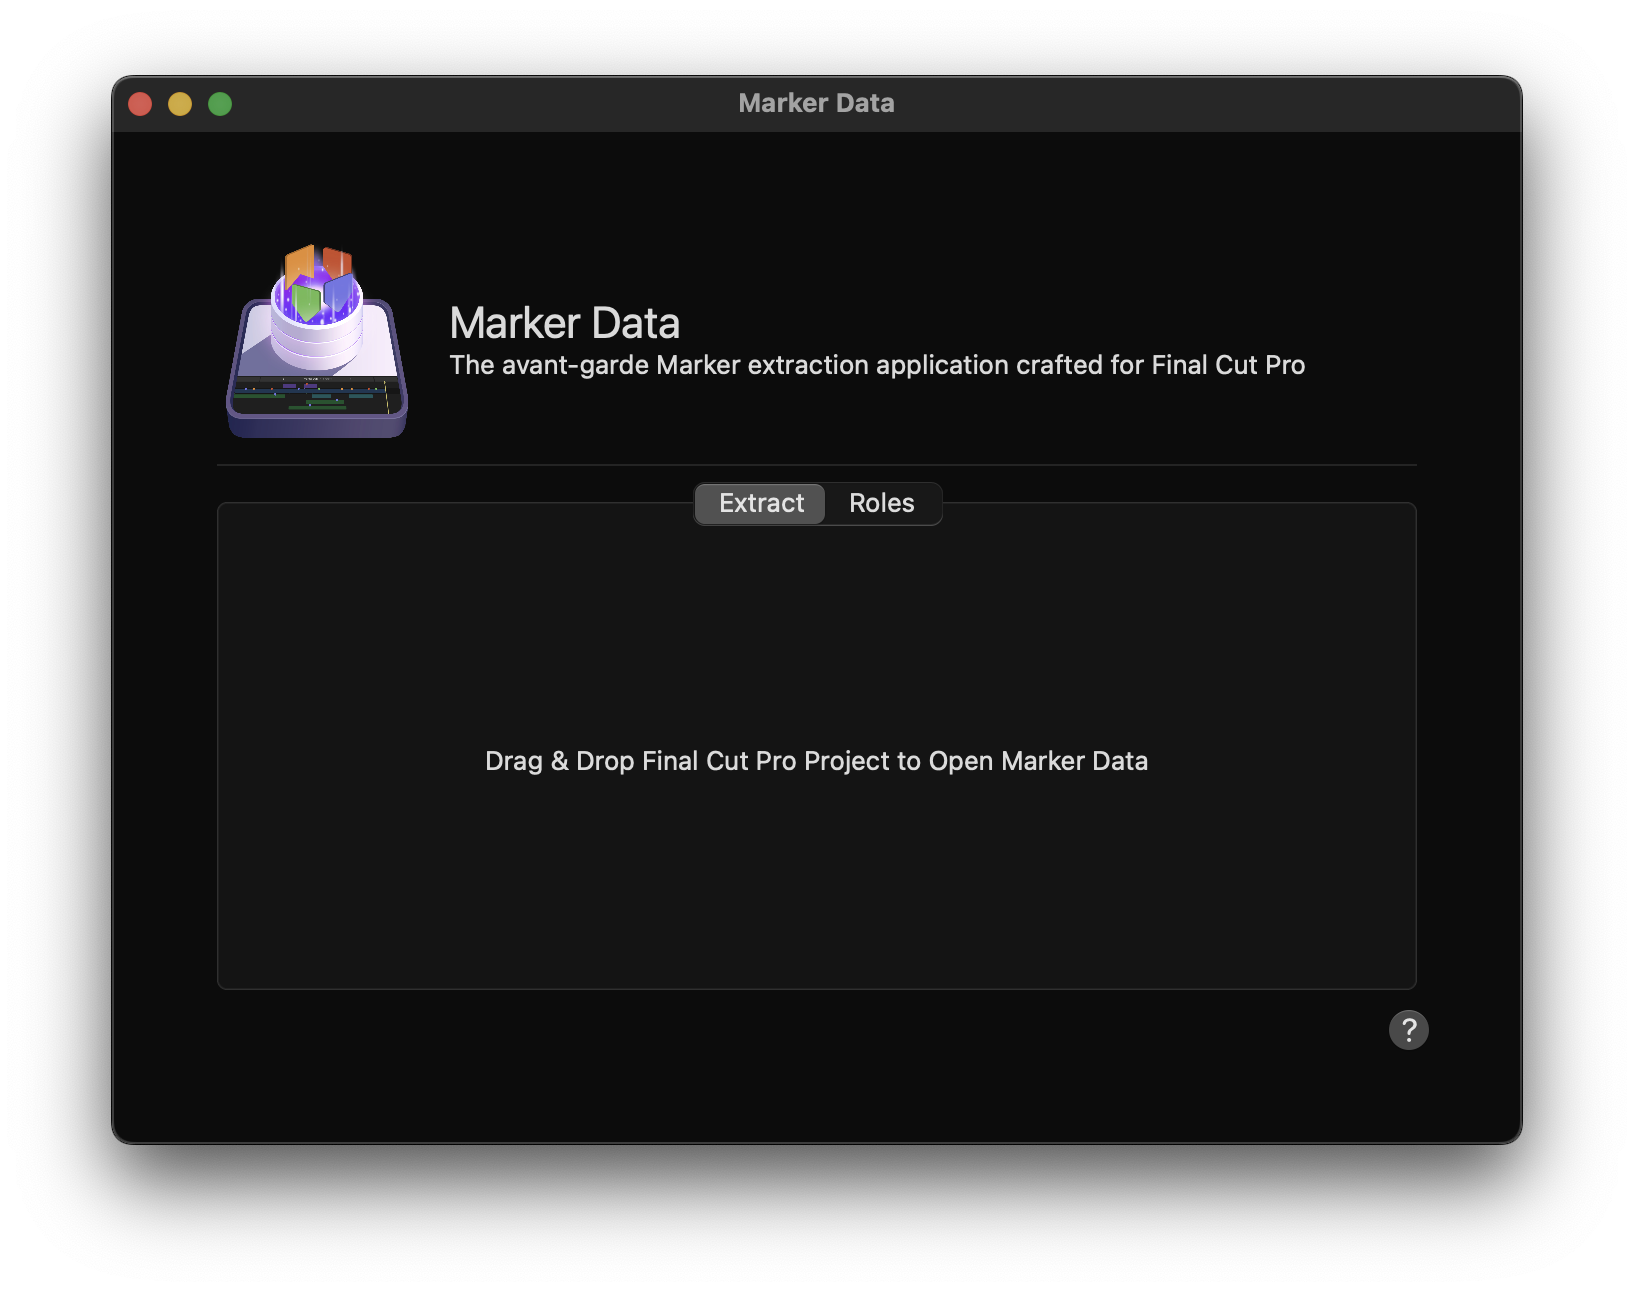 Marker Data
Marker Data
The avant-garde Marker extraction application crafted for Final Cut Pro
Extract Roles
Drag & Drop Final Cut Pro Project to Open Marker Data
?